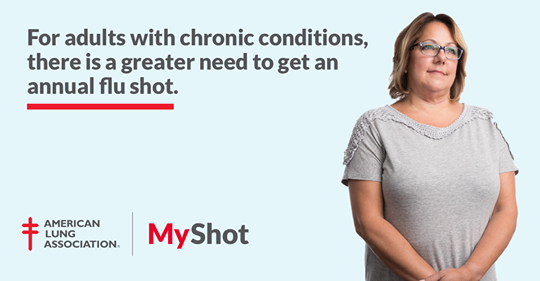 For adults with chronic conditions,
there is a greater need to get an
annual flu shot.
AMERICAN
LUNG
ASSOCIATION®
MyShot